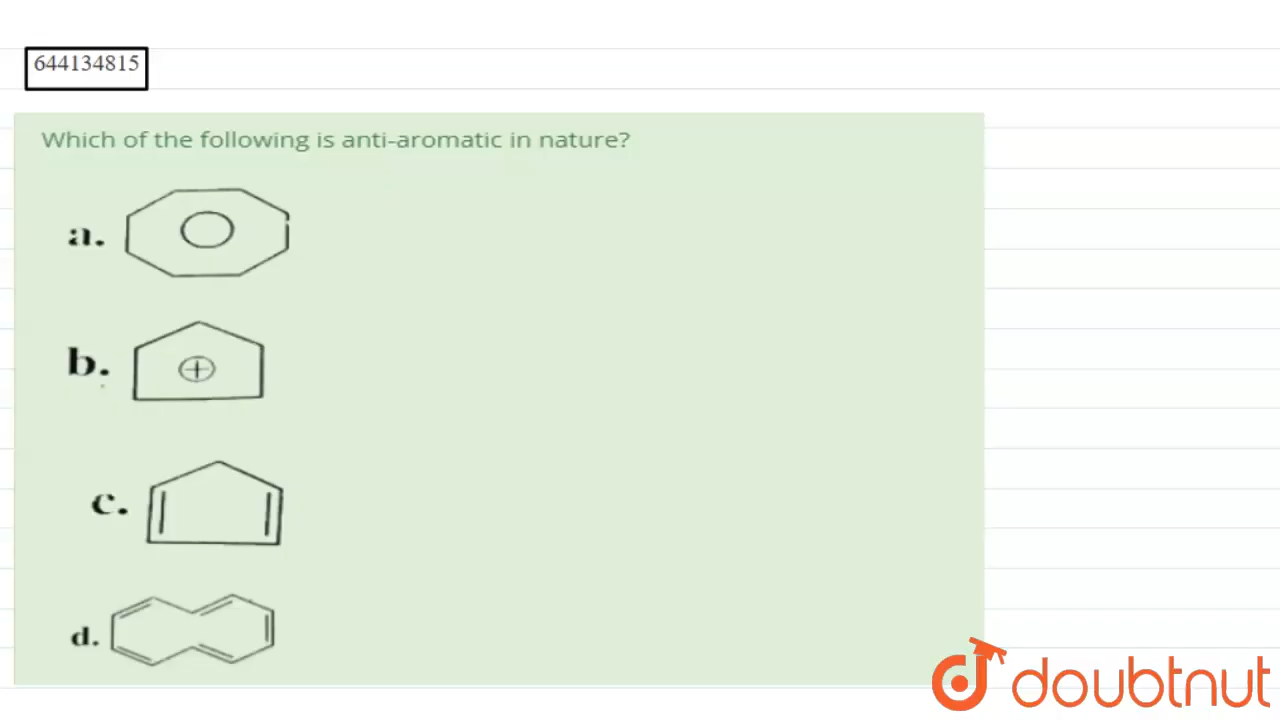 644134815
Which of the following is anti-aromatic in nature?
a.
b.
+
c.
d.
doubtnut